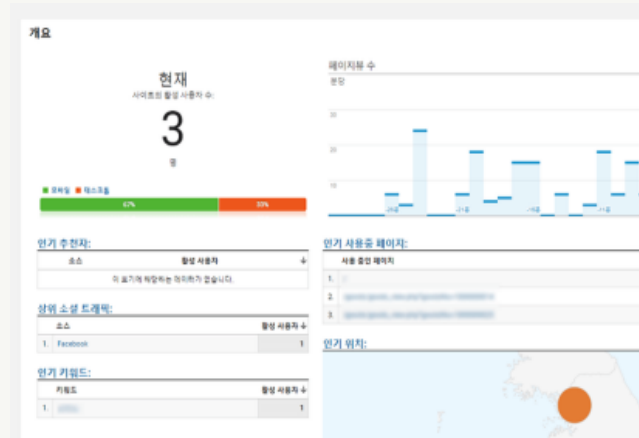 개요
현재
사이트의 활성 사용자 수:
3
명
모바일 데스크톱
67% 33%
페이지뷰 수
분당
30
20
10
인기 추천자:
소스 활성 사용자 ↓
이 보기에 해당하는 데이터가 없습니다.
상위 소셜 트래픽:
소스 활성 사용자 ↓
1. Facebook 1
인기 키워드:
키워드 활성 사용자 ↓
1. 1
인기 사용중 페이지:
사용 중인 페이지
1.
2.
3.
인기 위치: